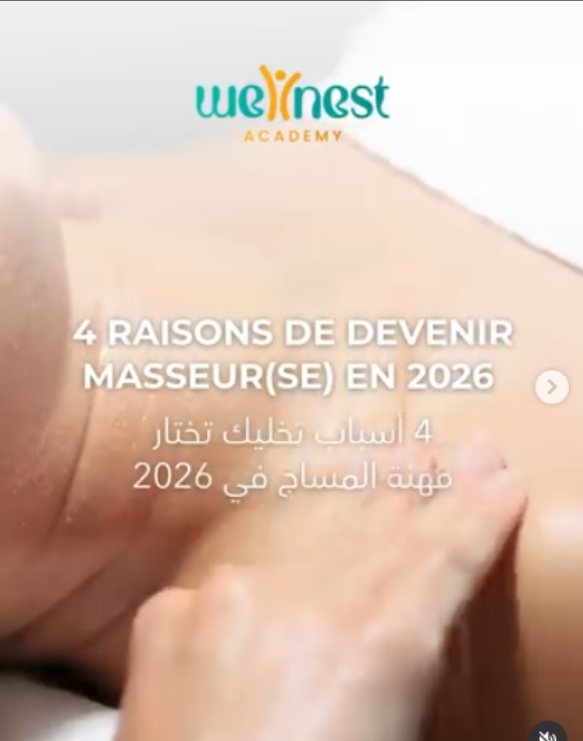 wellnest
ACADEMY
4 RAISONS DE DEVENIR
MASSEUR(SE) EN 2026
4 أسباب تخليك تختار
مهنة المساج في 2026